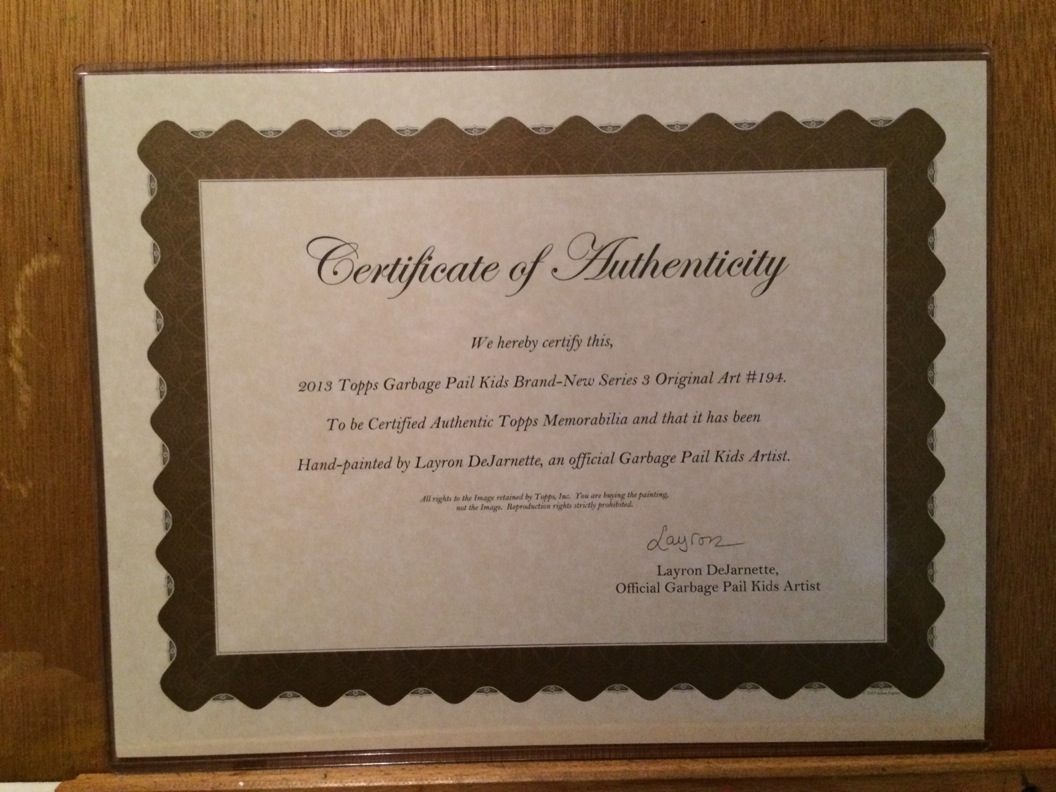 Certificate of Authenticity
We hereby certify this,
2013 Topps Garbage Pail Kids Brand-New Series 3 Original Art #194.
To be Certified Authentic Topps Memorabilia and that it has been
Hand-painted by Layron DeJarnette, an official Garbage Pail Kids Artist.
All rights to the Image retained by Topps, Inc. You are buying the painting,
not the Image. Reproduction rights strictly prohibited.
Layron
Layron DeJarnette,
Official Garbage Pail Kids Artist